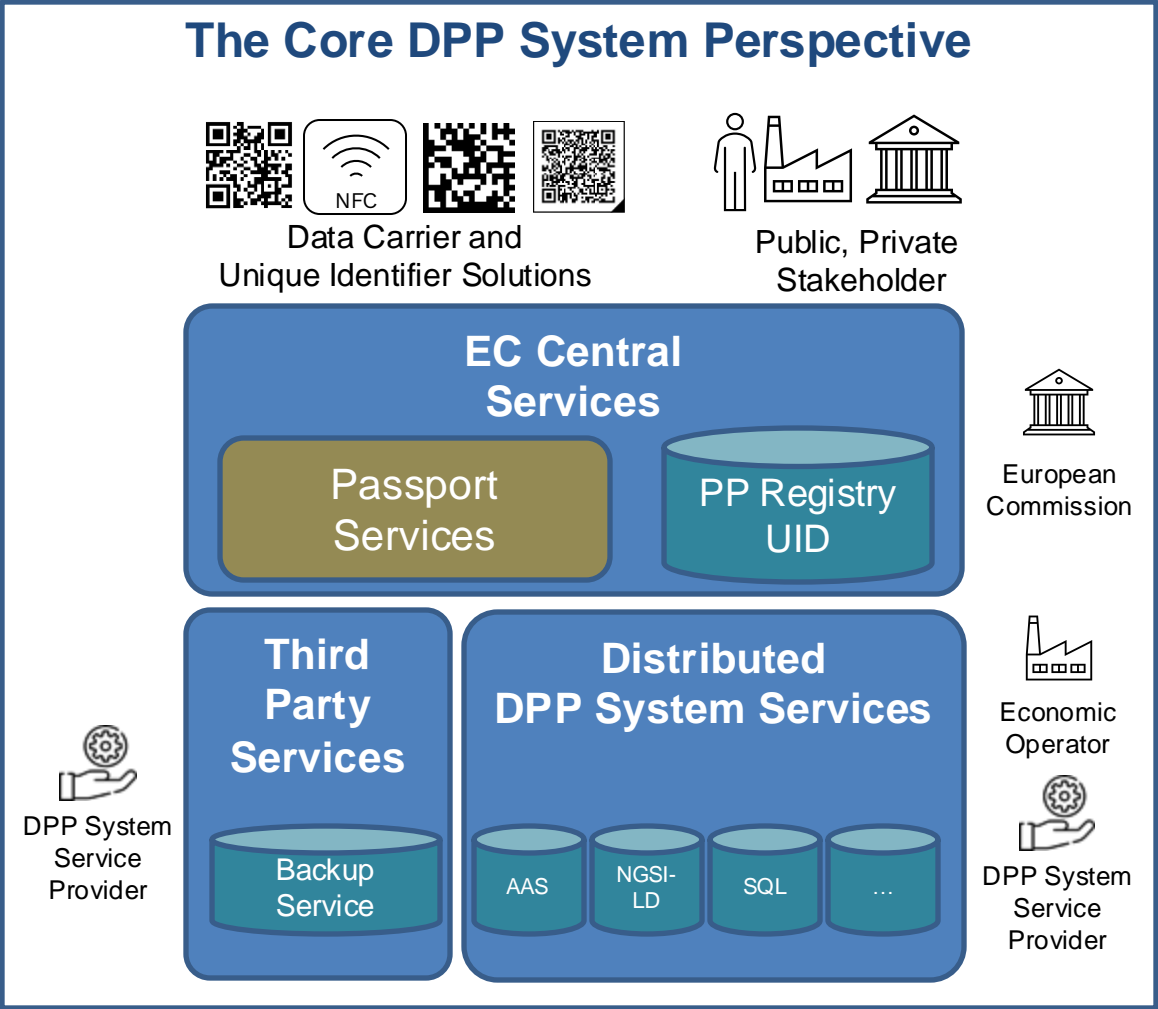 The Core DPP System Perspective
NFC
Data Carrier and
Unique Identifier Solutions
Public, Private
Stakeholder
EC Central
Services
Passport
Services
PP Registry
UID
European
Commission
Third
Party
Services
Distributed
DPP System Services
Economic
Operator
DPP System
Service
Provider
Backup
Service
AAS
NGSI-
LD
SQL
…
DPP System
Service
Provider